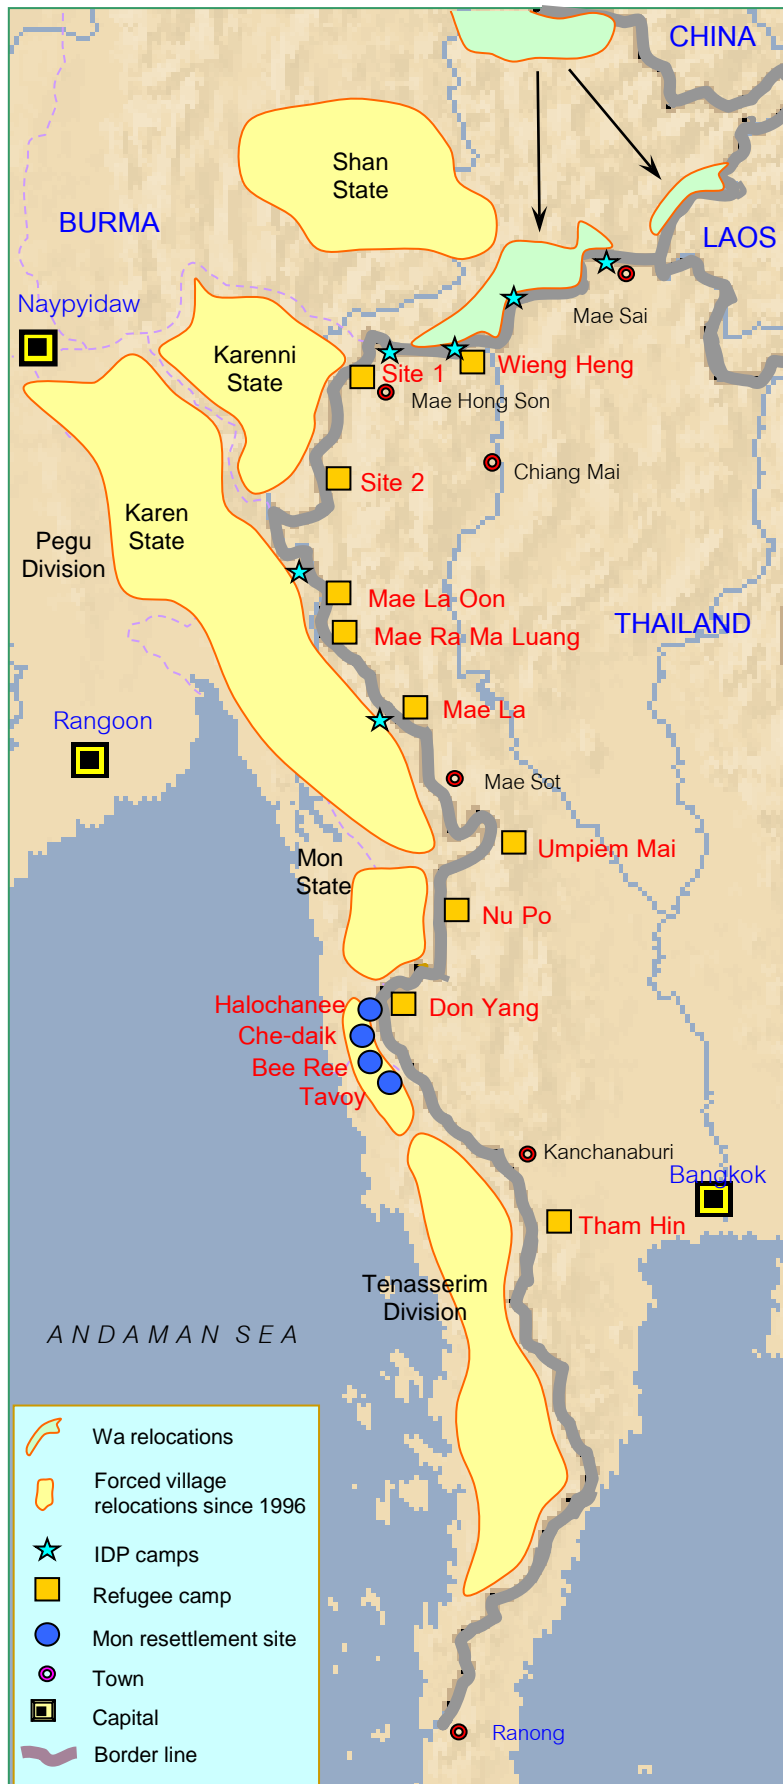 CHINA
Shan
State
BURMA
LAOS
Naypyidaw
Mae Sai
Karenni
State
Wieng Heng
Site 1
Mae Hong Son
Chiang Mai
Site 2
Karen
State
Pegu
Division
Mae La Oon
THAILAND
Mae Ra Ma Luang
Mae La
Rangoon
Mae Sot
Umpiem Mai
Mon
State
Nu Po
Halochanee
Don Yang
Che-daik
Bee Ree
Tavoy
Kanchanaburi
Bangkok
Tham Hin
Tenasserim
Division
ANDAMAN SEA
Wa relocations
Forced village
relocations since 1996
IDP camps
Refugee camp
Mon resettlement site
Town
Capital
Border line
Ranong